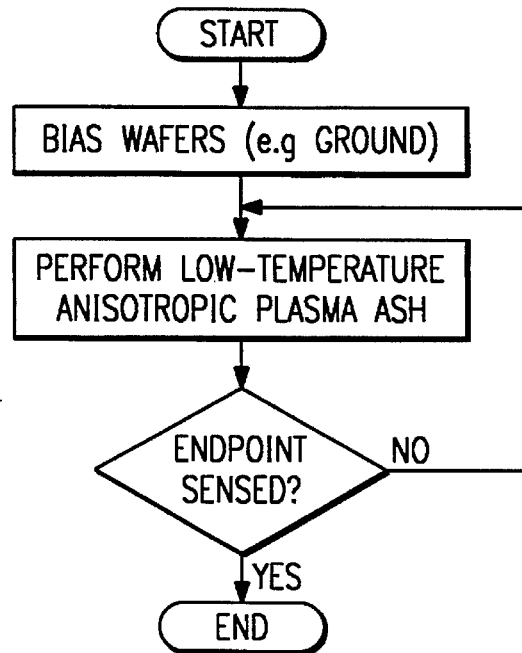 START
BIAS WAFERS (e.g GROUND)
PERFORM LOW-TEMPERATURE
ANISOTROPIC PLASMA ASH
ENDPOINT
SENSED?
NO
YES
END